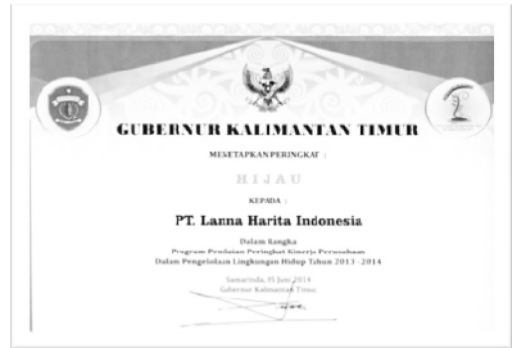 GUBERNUR KALIMANTAN TIMUR
MENETAPKAN PERINGKAT :
HIJAU
KEPADA :
PT. Lanna Harita Indonesia
Dalam Rangka
Program Penilaian Peringkat Kinerja Perusahaan
Dalam Pengelolaan Lingkungan Hidup Tahun 2013 - 2014
Samarinda, Juni 2014
Gubernur Kalimantan Timur